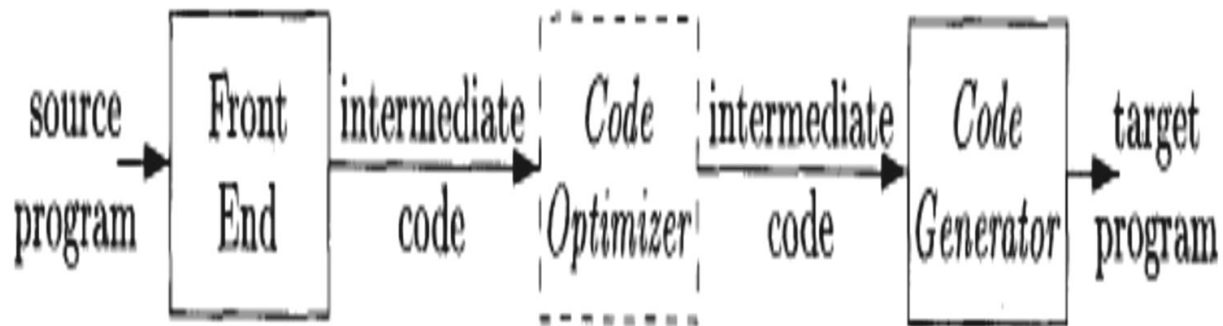 source
program
Front
End
intermediate
code
Code
Optimizer
intermediate
code
Code
Generator
target
program